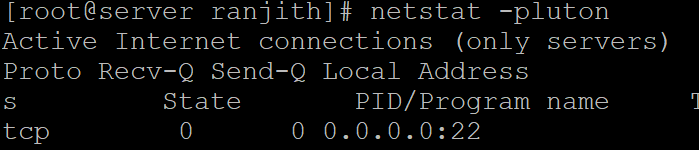 [root@server ranjith]# netstat -pluton
Active Internet connections (only servers)
Proto Recv-Q Send-Q Local Address
s State PID/Program name T
tcp 0 0 0.0.0.0:22